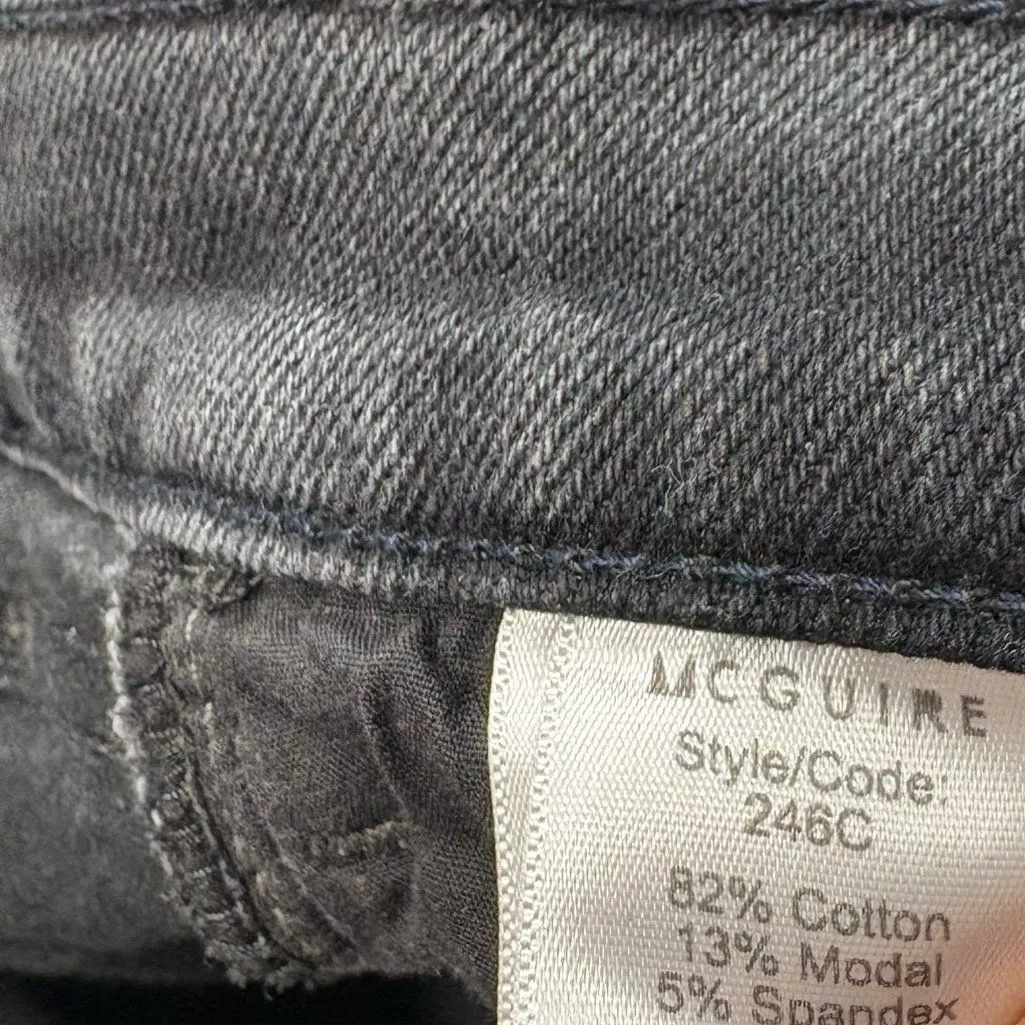 MCGUIRE
Style/Code:
246C
82% Cotton
13% Modal
5% Spandex